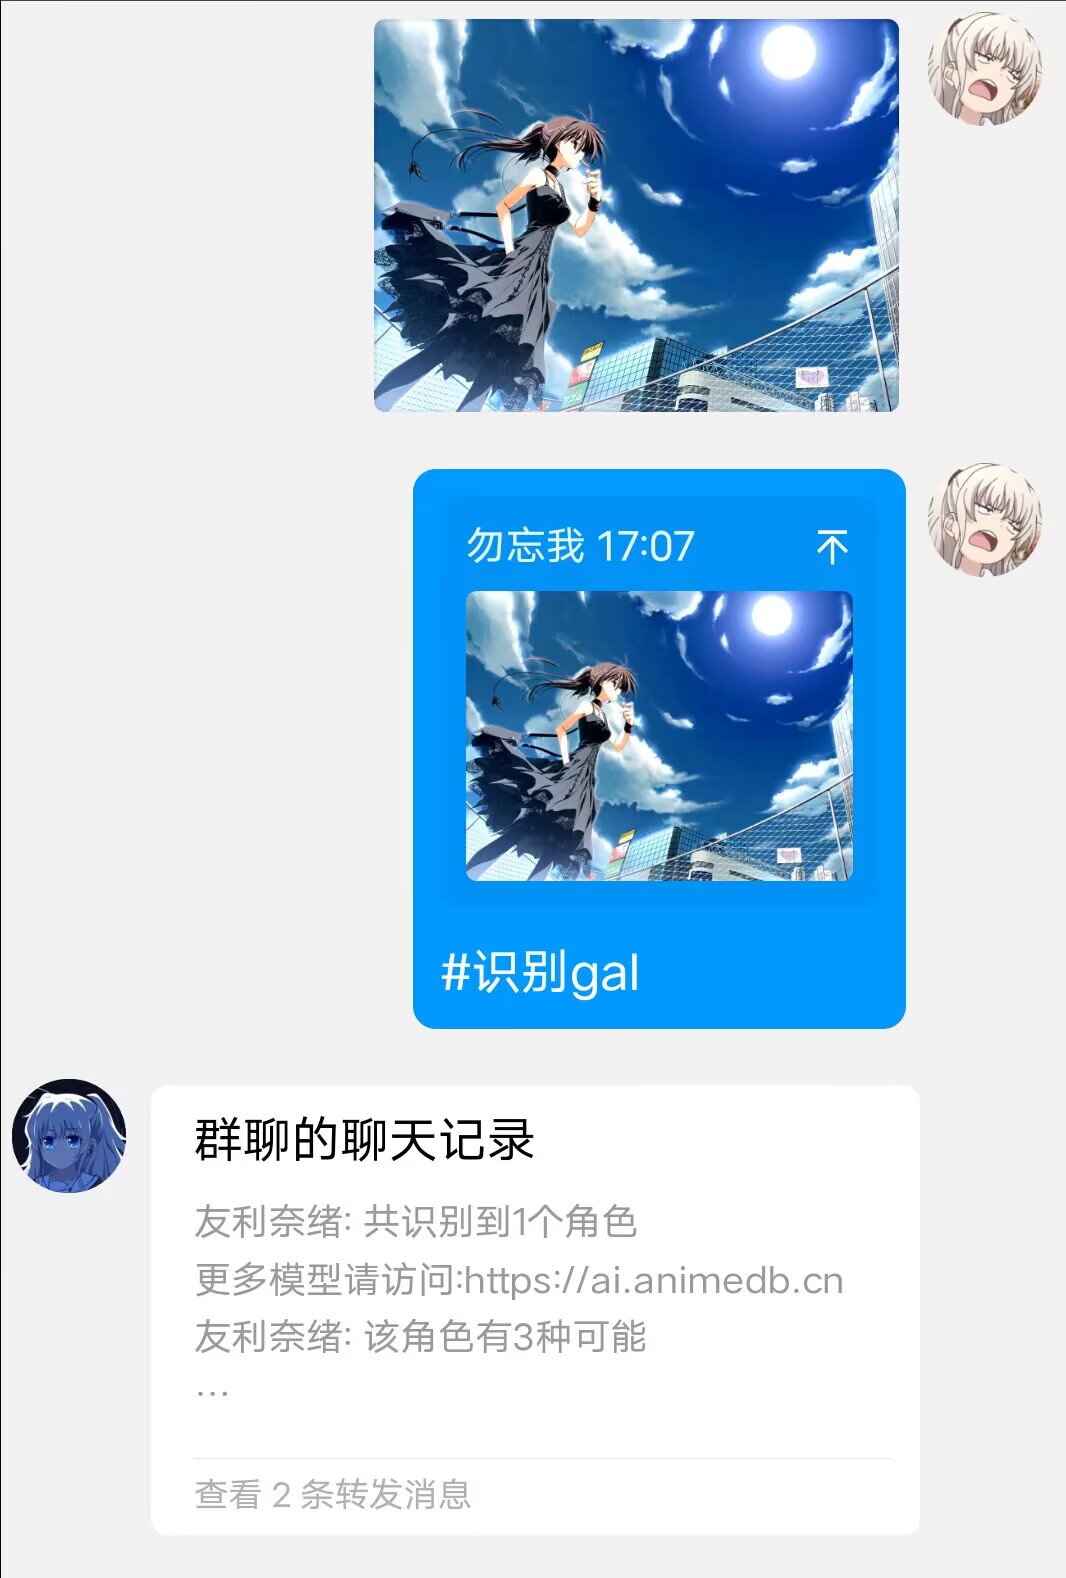 勿忘我 17:07
#识别gal
群聊的聊天记录
友利奈绪: 共识别到1个角色
更多模型请访问:https://ai.animedb.cn
友利奈绪: 该角色有3种可能
...
查看 2 条转发消息